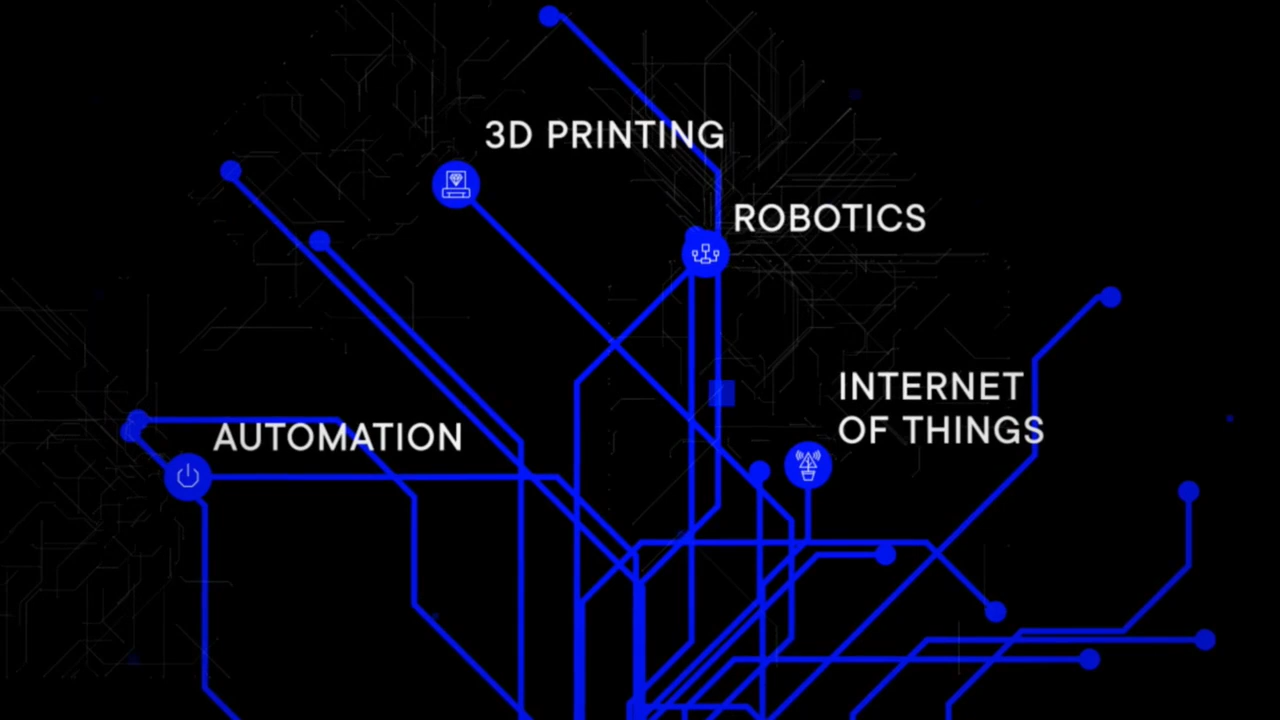 3D PRINTING
ROBOTICS
INTERNET
OF THINGS
AUTOMATION